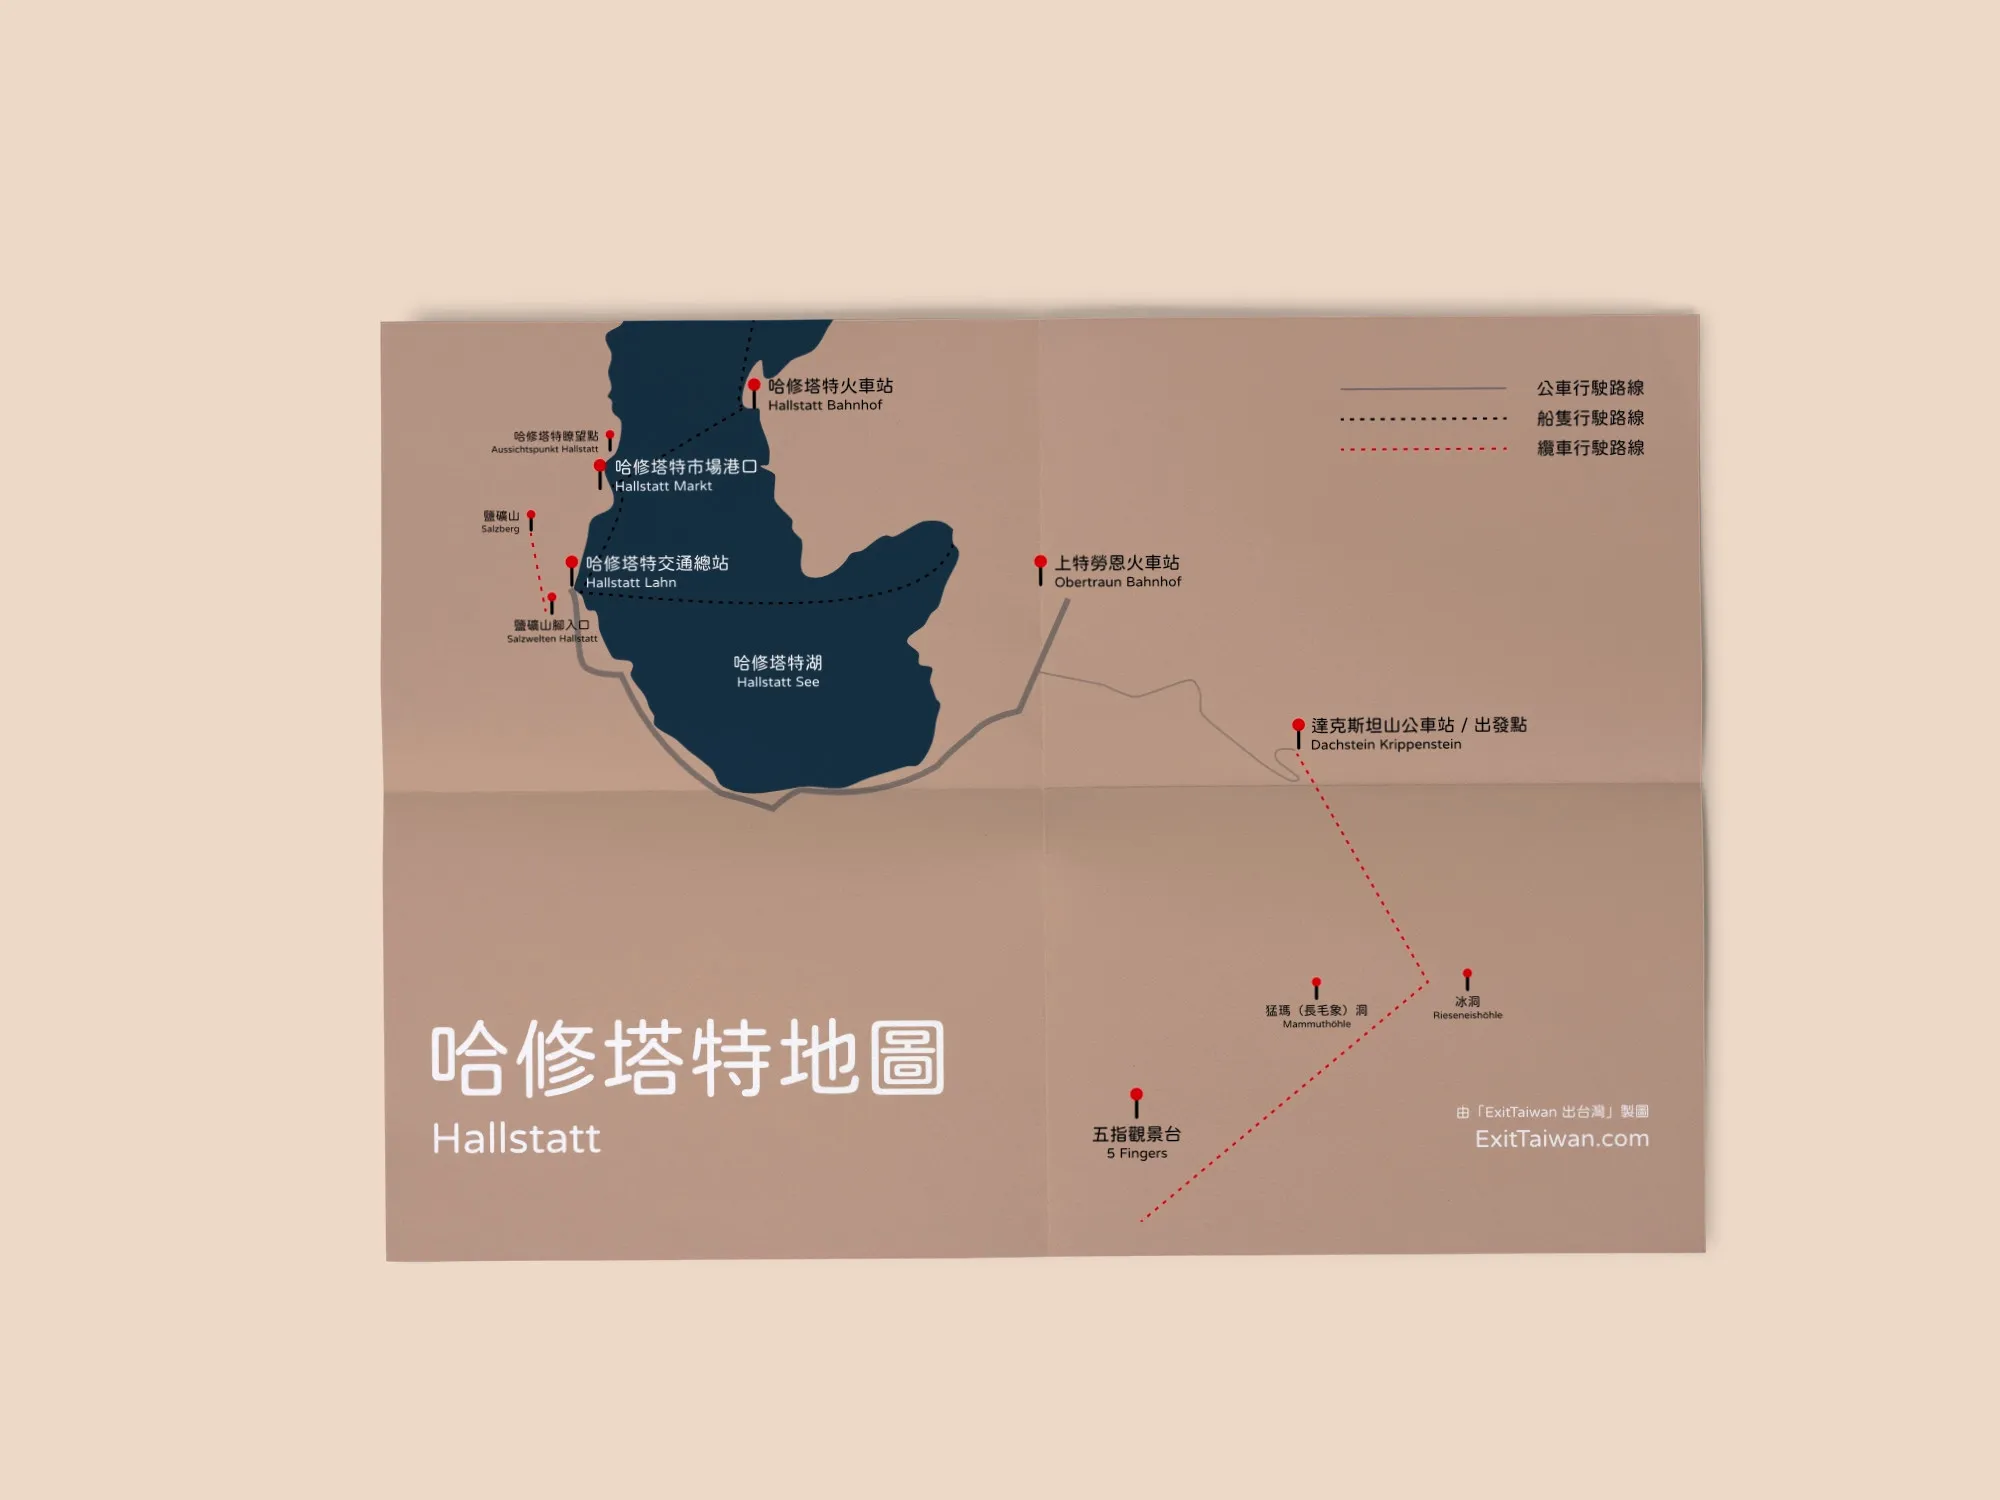 哈修塔特火車站
Hallstatt Bahnhof
公車行駛路線
船隻行駛路線
纜車行駛路線
哈修塔特瞭望點
Aussichtspunkt Hallstatt
哈修塔特市場港口
Hallstatt Markt
鹽礦山
Salzberg
哈修塔特交通總站
Hallstatt Lahn
上特勞恩火車站
Obertraun Bahnhof
鹽礦山腳入口
Salzwelten Hallstatt
哈修塔特湖
Hallstatt See
達克斯坦山公車站 / 出發點
Dachstein Krippenstein
猛瑪（長毛象）洞
Mammuthöhle
冰洞
Rieseneishöhle
哈修塔特地圖
Hallstatt
五指觀景台
5 Fingers
由「ExitTaiwan 出台灣」製圖
ExitTaiwan.com